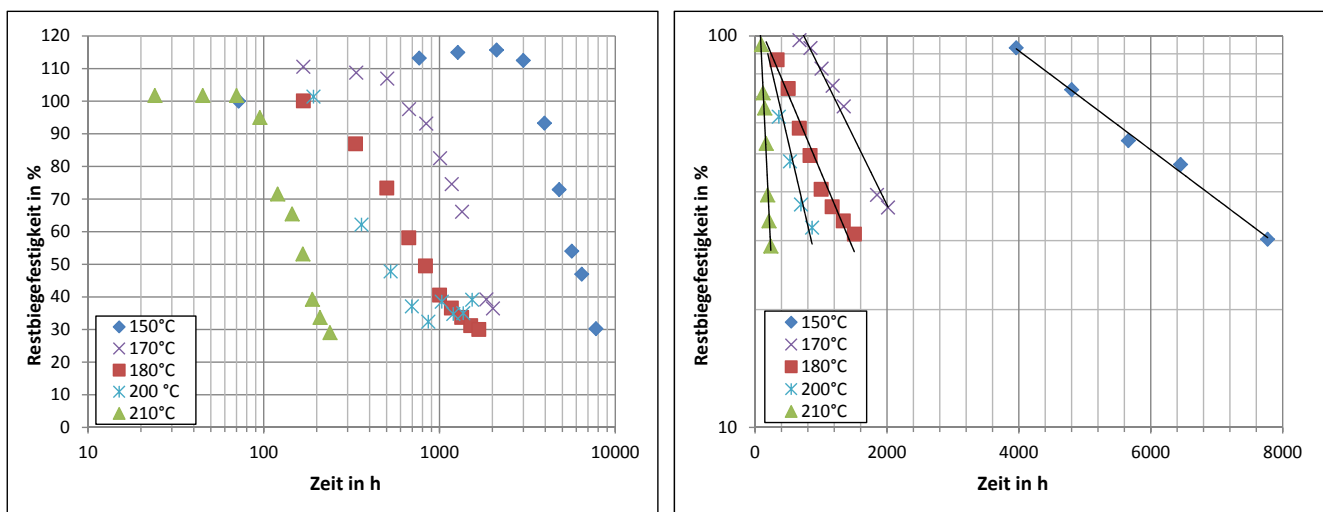 120
110
100
90
80
70
60
50
40
30
20
10
0
Restbiegefestigkeit in %
150°C
170°C
180°C
200 °C
210°C
10 100 1000 10000
Zeit in h
100
10
Restbiegefestigkeit in %
150°C
170°C
180°C
200°C
210°C
0 2000 4000 6000 8000
Zeit in h